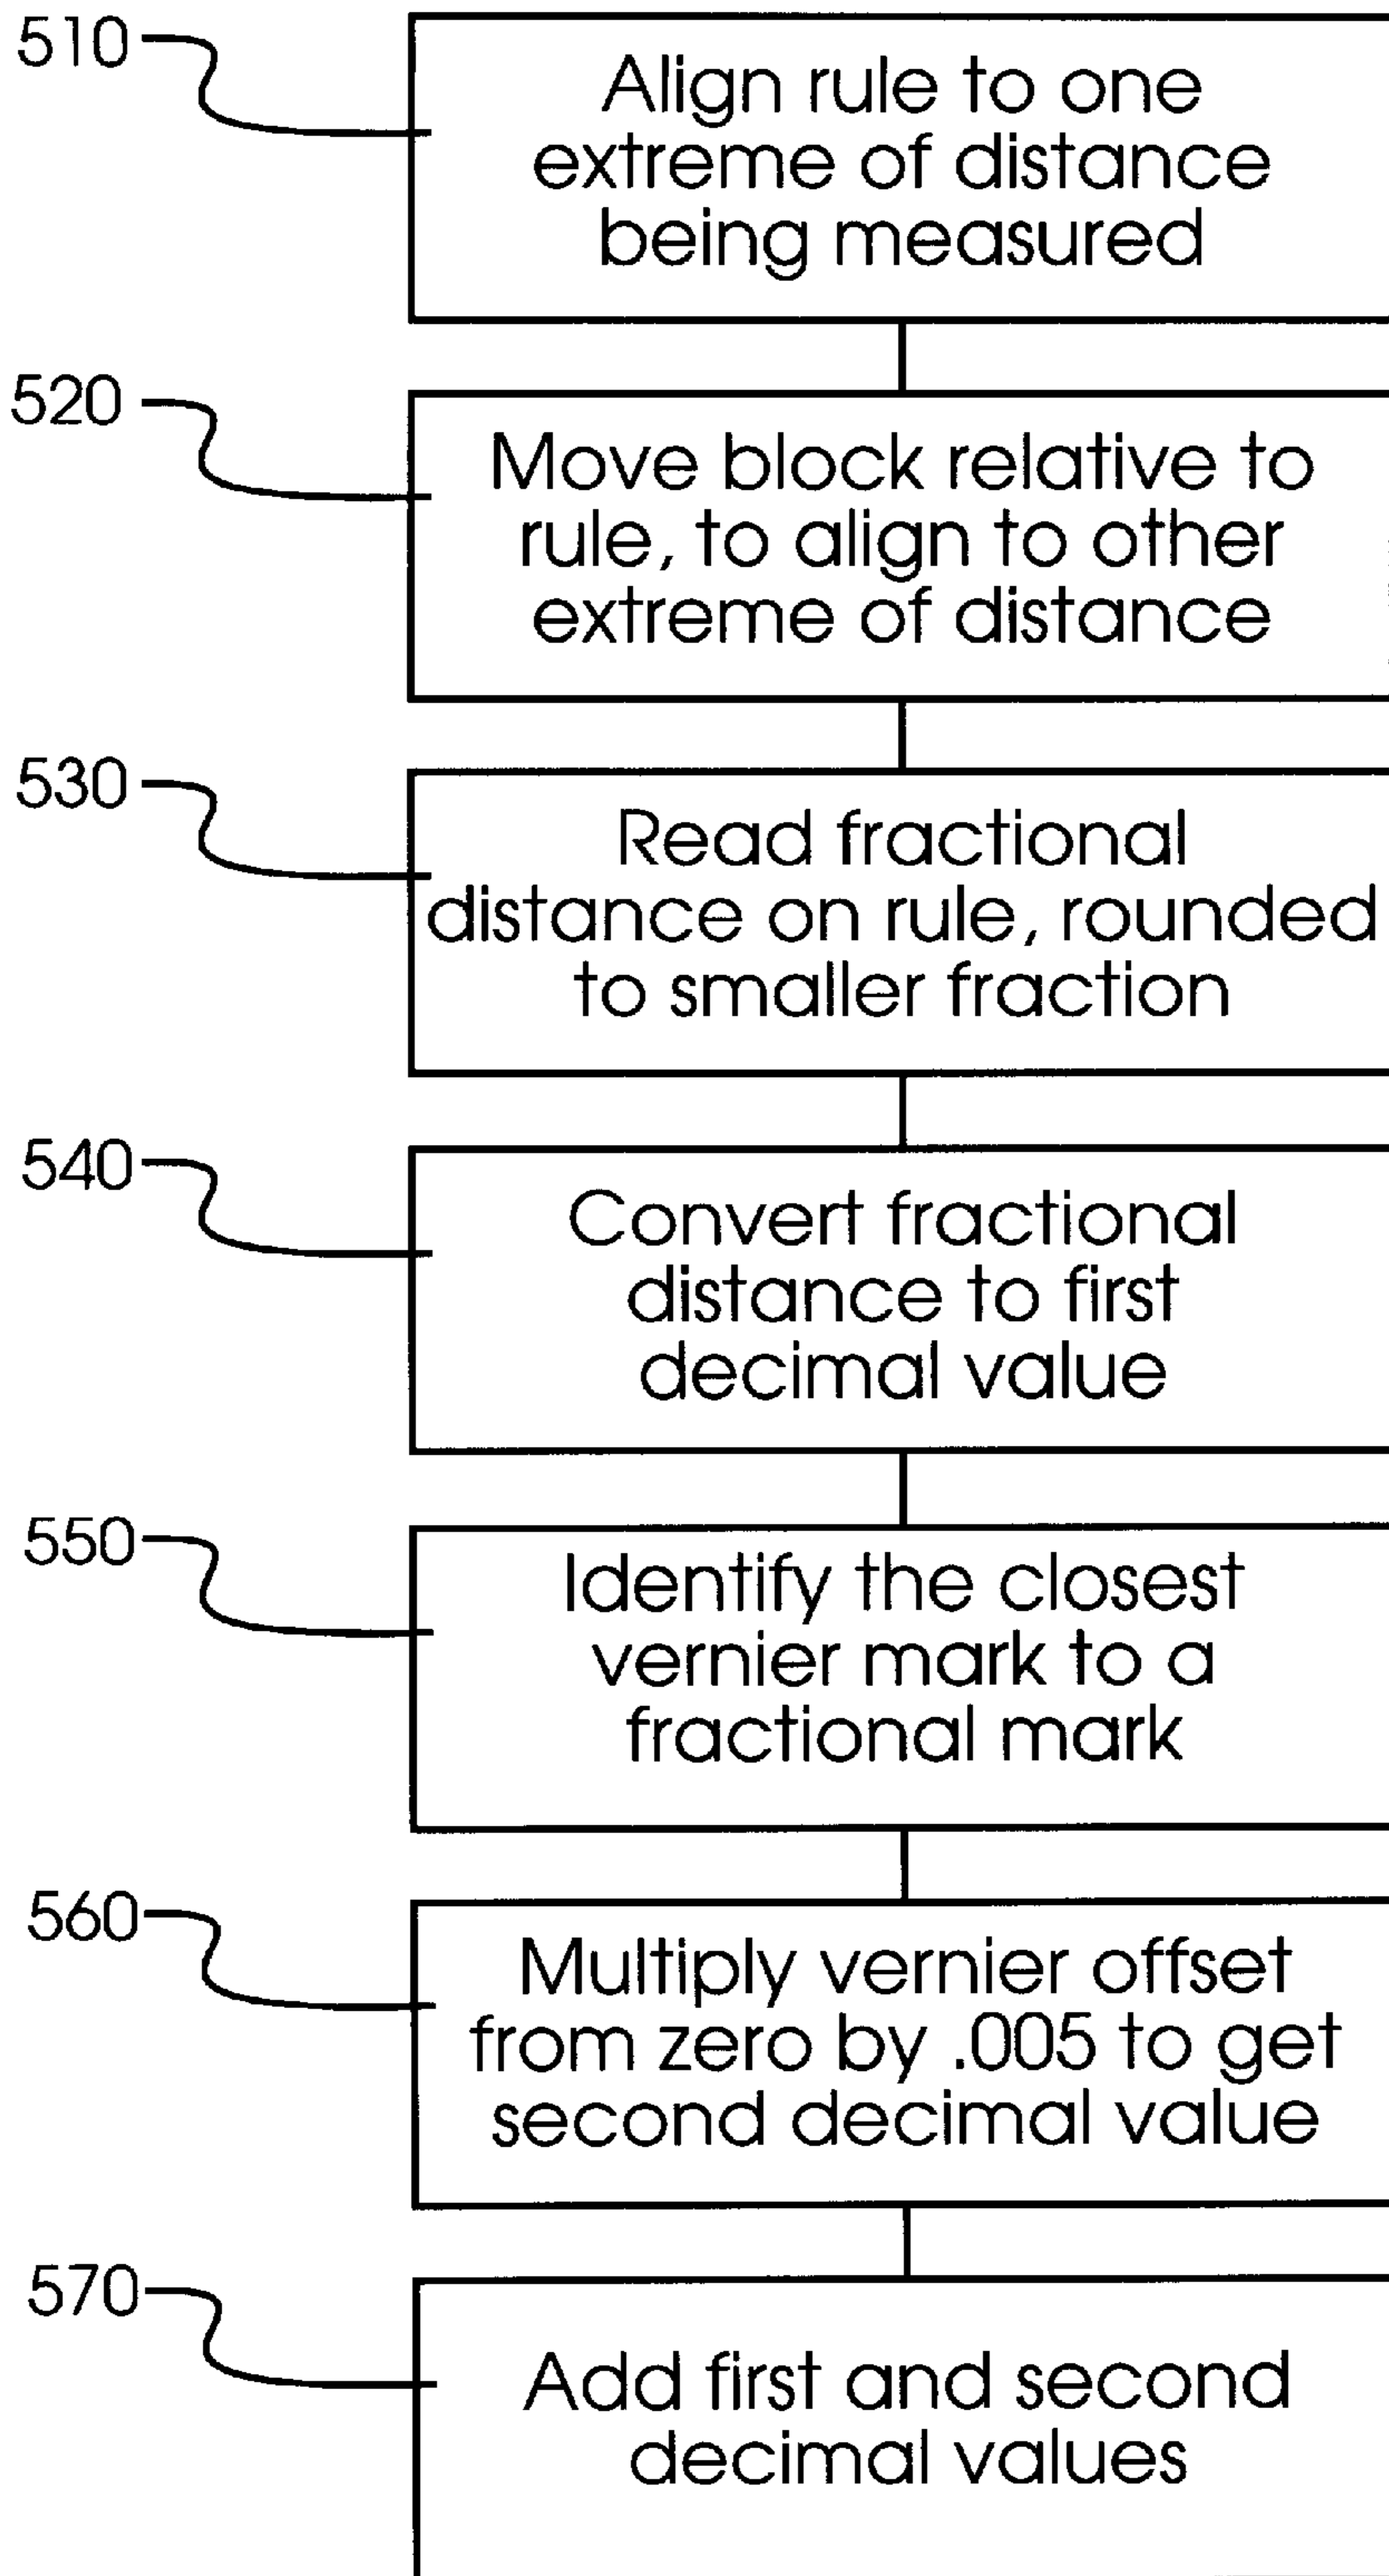 510
Align rule to one
extreme of distance
being measured
520
Move block relative to
rule, to align to other
extreme of distance
530
Read fractional
distance on rule, rounded
to smaller fraction
540
Convert fractional
distance to first
decimal value
550
Identify the closest
vernier mark to a
fractional mark
560
Multiply vernier offset
from zero by .005 to get
second decimal value
570
Add first and second
decimal values